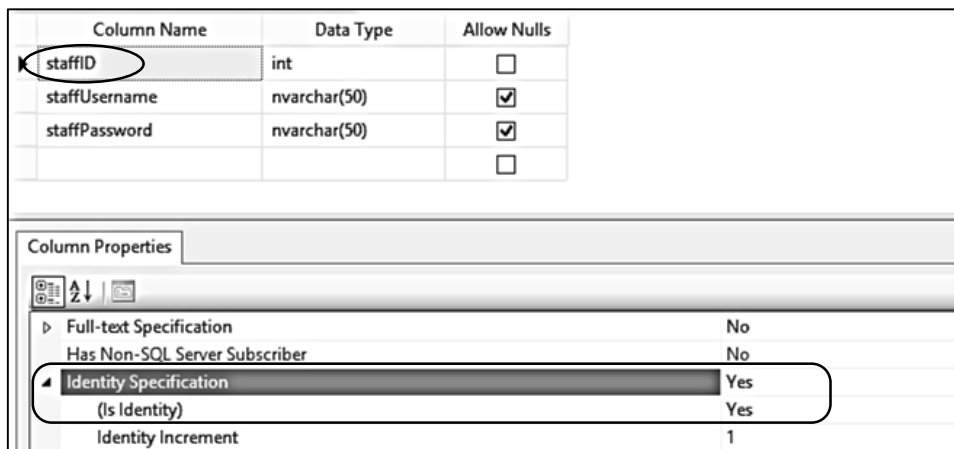 Column Name Data Type Allow Nulls
staffID int
staffUsername nvarchar(50)
staffPassword nvarchar(50)
Column Properties
Full-text Specification No
Has Non-SQL Server Subscriber No
Identity Specification Yes
(Is Identity) Yes
Identity Increment 1